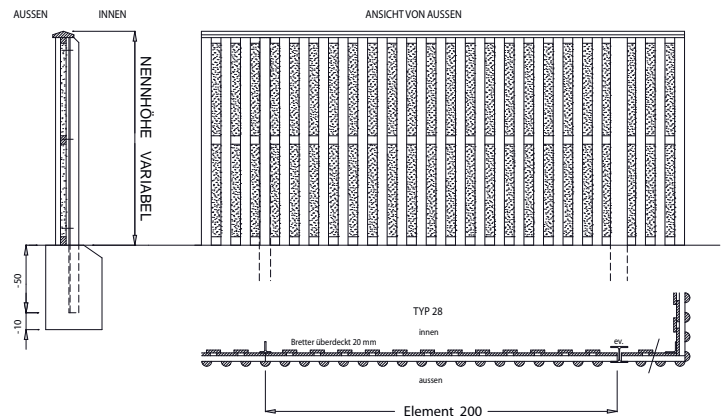 AUSSEN
INNEN
ANSICHT VON AUSSEN
NENNHÖHE VARIABEL
-50
-10
TYP 28
innen
Bretter überdeckt 20 mm
ev.
aussen
Element 200